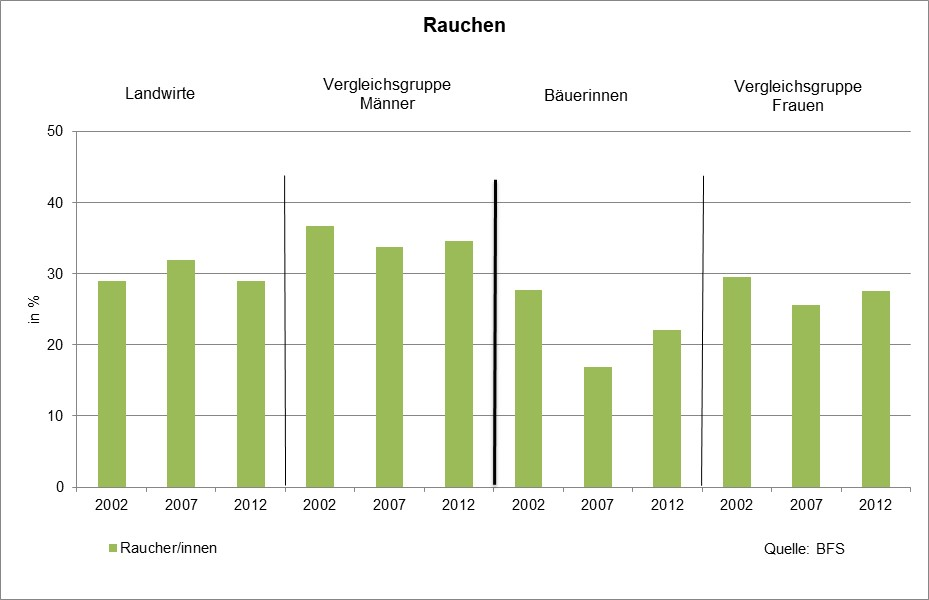 Rauchen
Landwirte
Vergleichsgruppe
Männer
Bäuerinnen
Vergleichsgruppe
Frauen
50
40
30
20
10
0
in %
2002 2007 2012 2002 2007 2012 2002 2007 2012 2002 2007 2012
Raucher/innen
Quelle: BFS